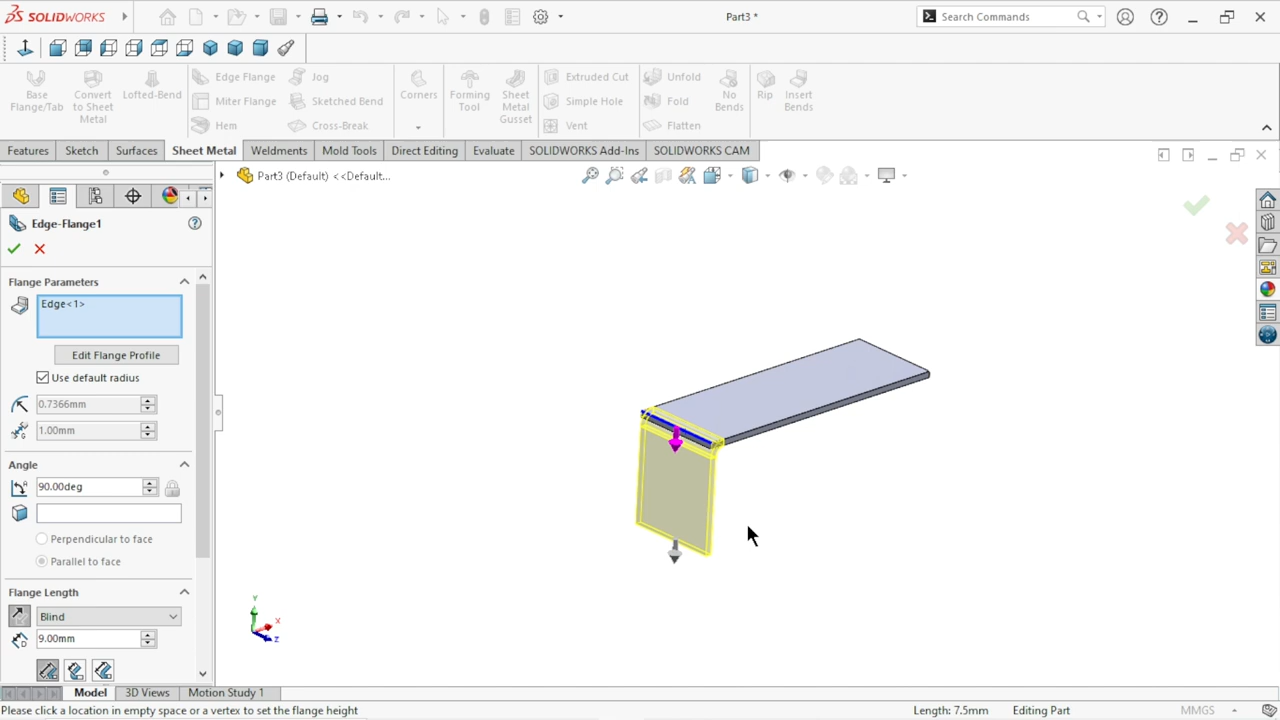 SOLIDWORKS
Part3 *
Search Commands
Base Flange/Tab
Convert to Sheet Metal
Lofted-Bend
Edge Flange
Miter Flange
Hem
Jog
Sketched Bend
Cross-Break
Corners
Forming Tool
Sheet Metal Gusset
Extruded Cut
Simple Hole
Vent
Unfold
Fold
Flatten
No Bends
Rip
Insert Bends
Features
Sketch
Surfaces
Sheet Metal
Weldments
Mold Tools
Direct Editing
Evaluate
SOLIDWORKS Add-Ins
SOLIDWORKS CAM
Part3 (Default) <<Default...
Edge-Flange1
Flange Parameters
Edge<1>
Edit Flange Profile
Use default radius
0.7366mm
1.00mm
Angle
90.00deg
Perpendicular to face
Parallel to face
Flange Length
Blind
9.00mm
Y
X
Z
Model
3D Views
Motion Study 1
Please click a location in empty space or a vertex to set the flange height
Length: 7.5mm
Editing Part
MMGS